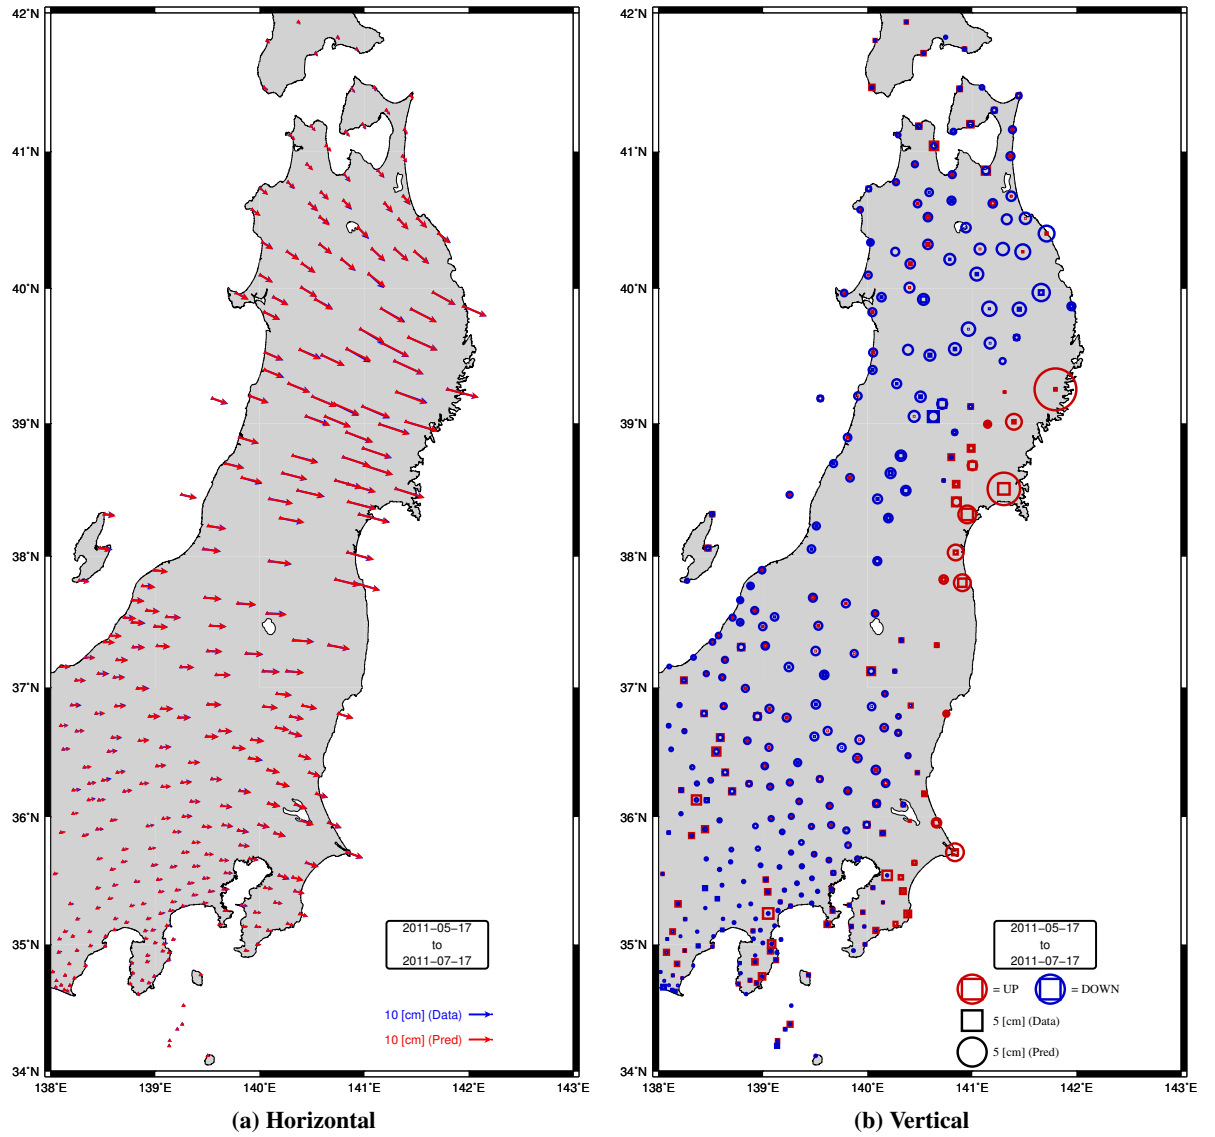 42°N
41°N
40°N
39°N
38°N
37°N
36°N
35°N
34°N
138°E 139°E 140°E 141°E 142°E 143°E
2011−05−17
to
2011−07−17
10 [cm] (Data)
10 [cm] (Pred)
(a) Horizontal
42°N
41°N
40°N
39°N
38°N
37°N
36°N
35°N
34°N
138°E 139°E 140°E 141°E 142°E 143°E
2011−05−17
to
2011−07−17
= UP = DOWN
5 [cm] (Data)
5 [cm] (Pred)
(b) Vertical